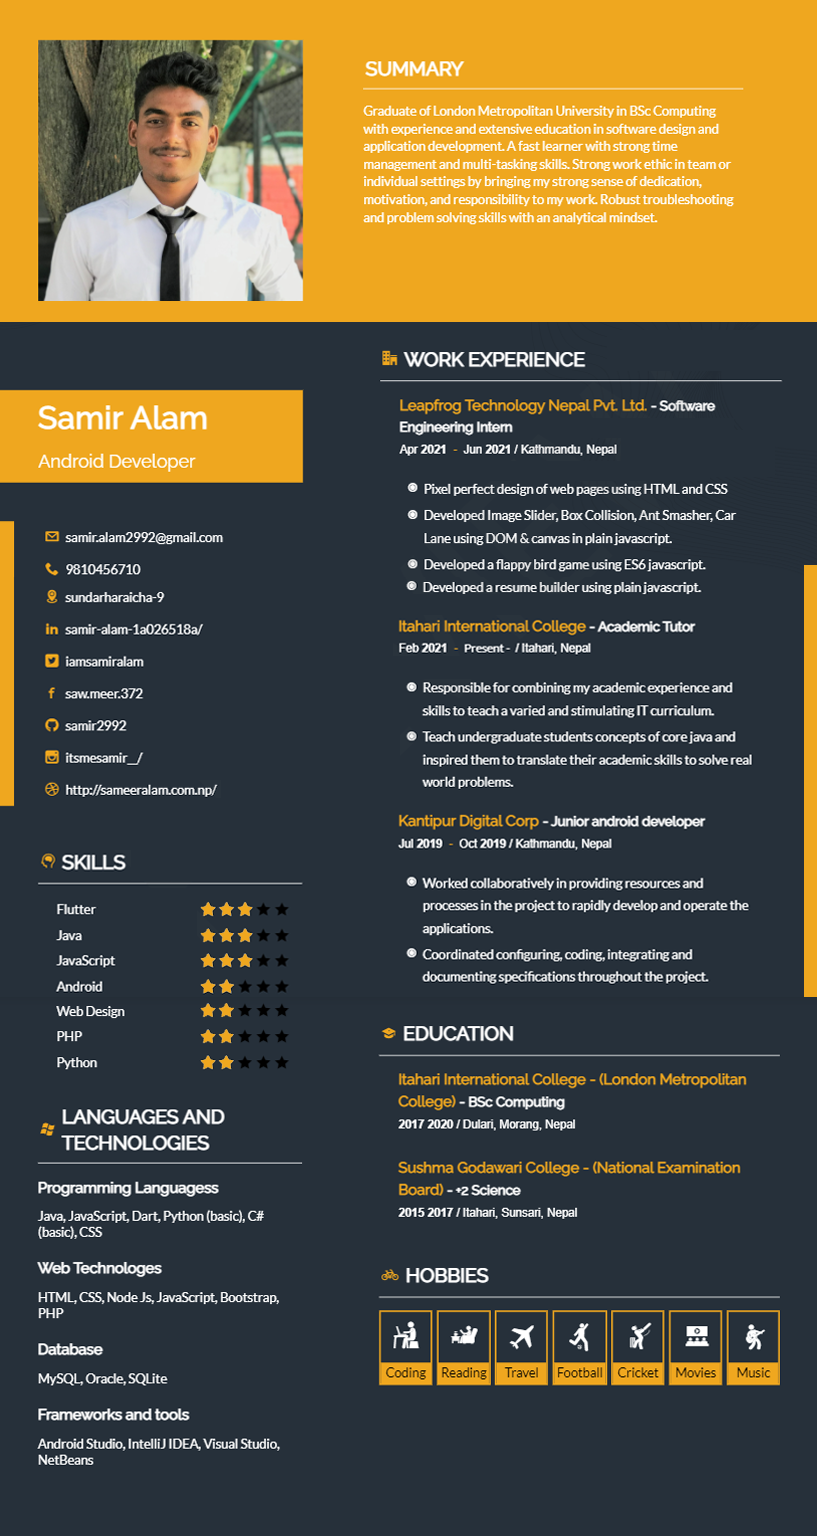 SUMMARY
Graduate of London Metropolitan University in BSc Computing
with experience and extensive education in software design and
application development. A fast learner with strong time
management and multi-tasking skills. Strong work ethic in team or
individual settings by bringing my strong sense of dedication,
motivation, and responsibility to my work. Robust troubleshooting
and problem solving skills with an analytical mindset.
Samir Alam
Android Developer
samir.alam2992@gmail.com
9810456710
sundarharaicha-9
samir-alam-1a026518a/
iamsamiralam
saw.meer.372
samir2992
itsmesamir__/
http://sameeralam.com.np/
SKILLS
Flutter
Java
JavaScript
Android
Web Design
PHP
Python
LANGUAGES AND
TECHNOLOGIES
Programming Languagess
Java, JavaScript, Dart, Python (basic), C#
(basic), CSS
Web Technologes
HTML, CSS, Node Js, JavaScript, Bootstrap,
PHP
Database
MySQL, Oracle, SQLite
Frameworks and tools
Android Studio, IntelliJ IDEA, Visual Studio,
NetBeans
WORK EXPERIENCE
Leapfrog Technology Nepal Pvt. Ltd. - Software
Engineering Intern
Apr 2021 - Jun 2021 / Kathmandu, Nepal
Pixel perfect design of web pages using HTML and CSS
Developed Image Slider, Box Collision, Ant Smasher, Car
Lane using DOM & canvas in plain javascript.
Developed a flappy bird game using ES6 javascript.
Developed a resume builder using plain javascript.
Itahari International College - Academic Tutor
Feb 2021 - Present - / Itahari, Nepal
Responsible for combining my academic experience and
skills to teach a varied and stimulating IT curriculum.
Teach undergraduate students concepts of core java and
inspired them to translate their academic skills to solve real
world problems.
Kantipur Digital Corp - Junior android developer
Jul 2019 - Oct 2019 / Kathmandu, Nepal
Worked collaboratively in providing resources and
processes in the project to rapidly develop and operate the
applications.
Coordinated configuring, coding, integrating and
documenting specifications throughout the project.
EDUCATION
Itahari International College - (London Metropolitan
College) - BSc Computing
2017 2020 / Dulari, Morang, Nepal
Sushma Godawari College - (National Examination
Board) - +2 Science
2015 2017 / Itahari, Sunsari, Nepal
HOBBIES
Coding Reading Travel Football Cricket Movies Music